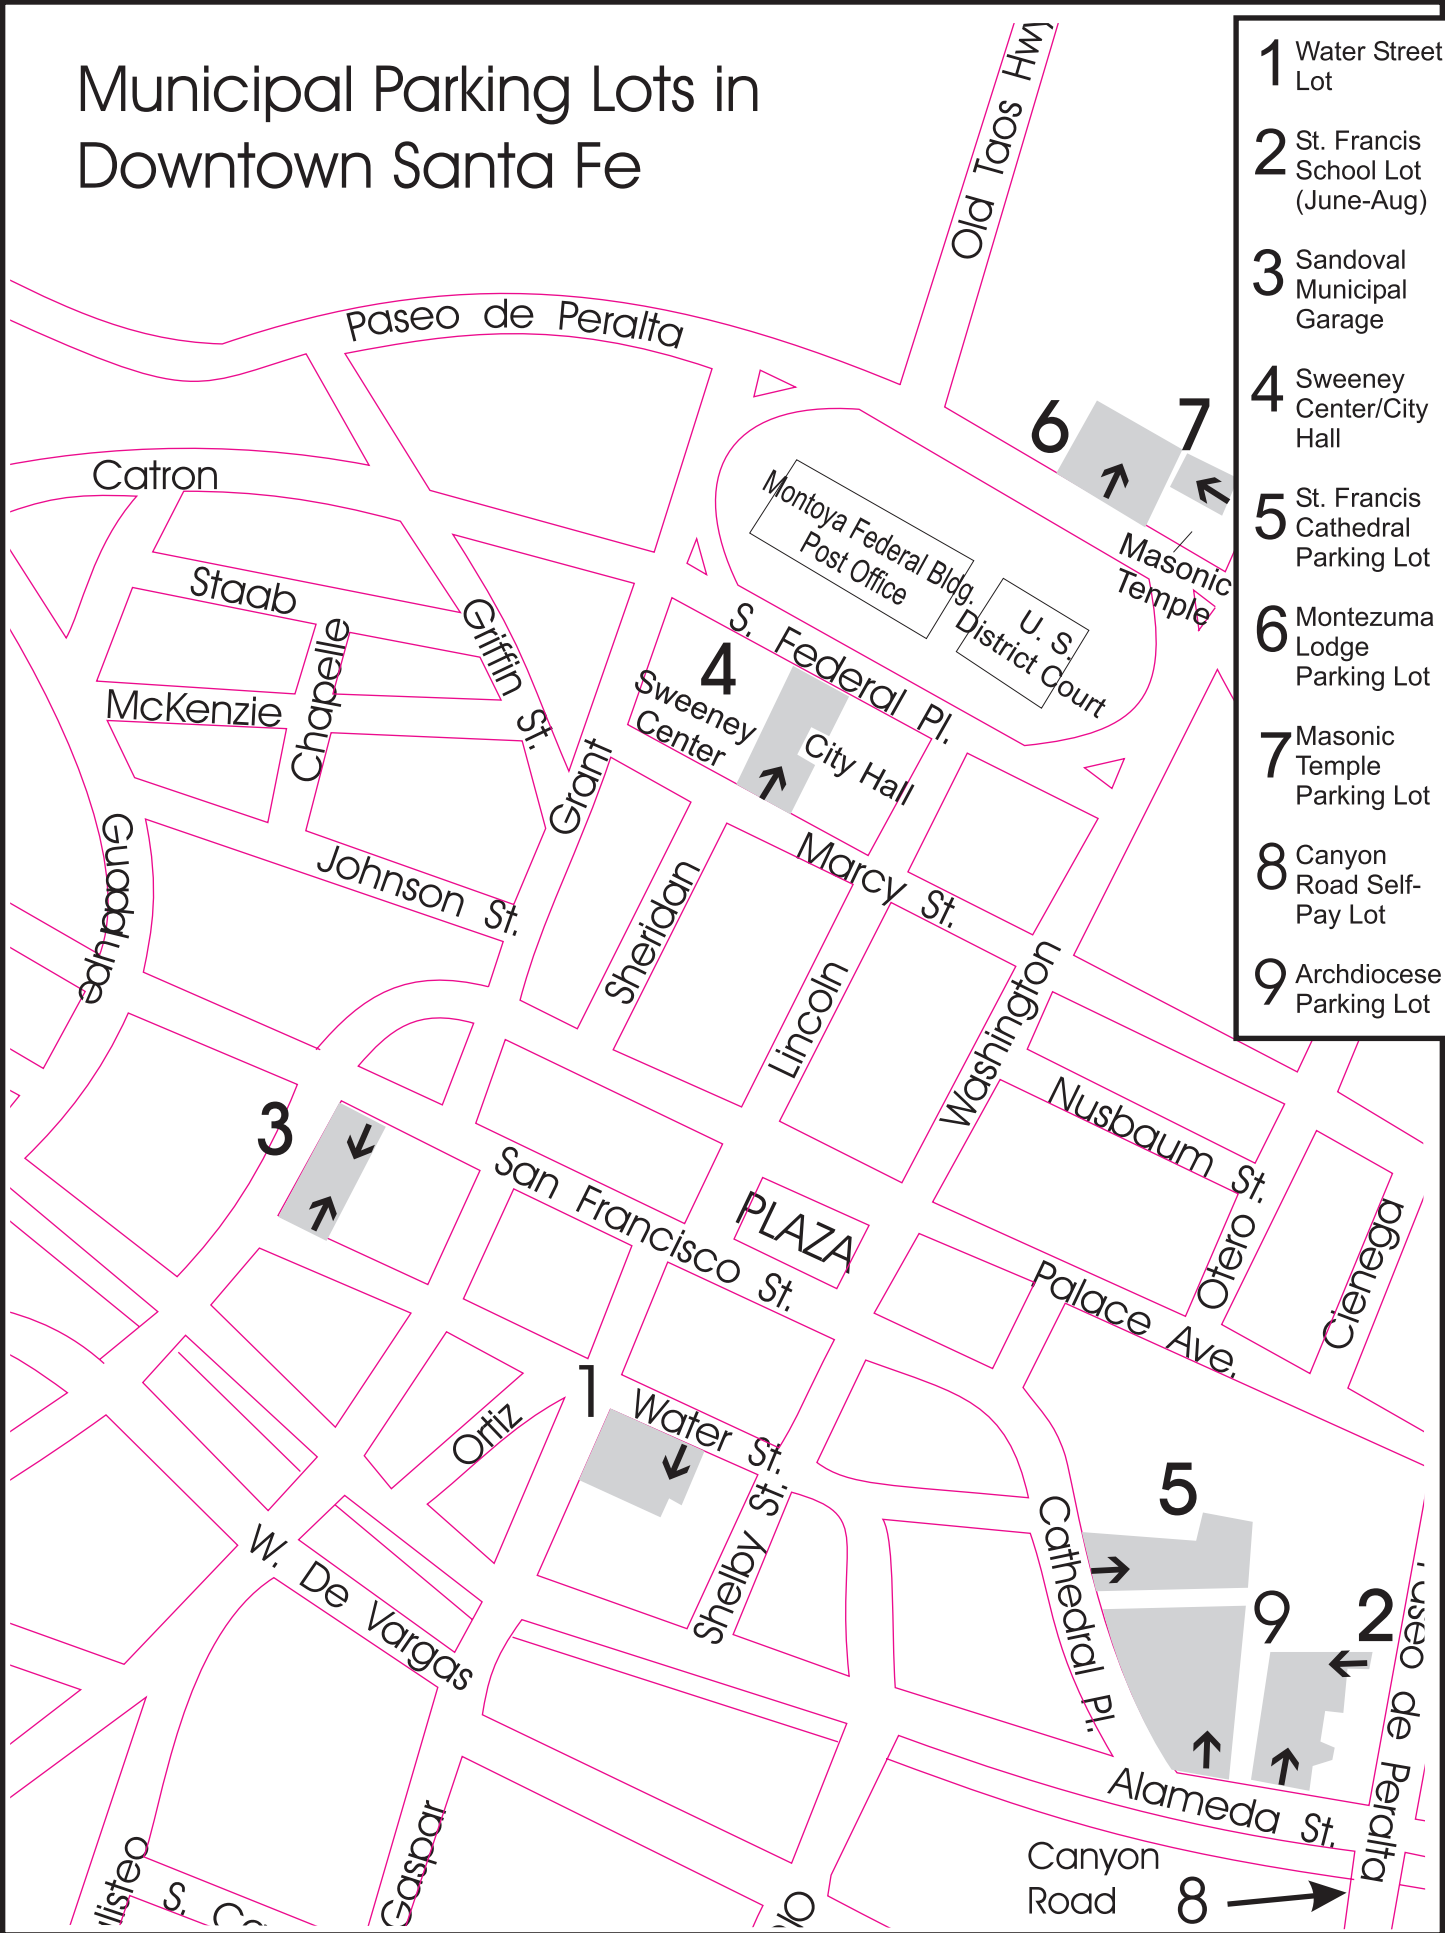 Municipal Parking Lots in
Downtown Santa Fe
1 Water Street
Lot
2 St. Francis
School Lot
(June-Aug)
3 Sandoval
Municipal
Garage
4 Sweeney
Center/City
Hall
5 St. Francis
Cathedral
Parking Lot
6 Montezuma
Lodge
Parking Lot
7 Masonic
Temple
Parking Lot
8 Canyon
Road Self-
Pay Lot
9 Archdiocese
Parking Lot
Old Taos Hwy
Paseo de Peralta
6
7
Catron
Montoya Federal Bldg.
Post Office
Masonic
Temple
U. S.
District Court
Staab
Griffin St.
Chapelle
S. Federal Pl.
4
Sweeney
Center
McKenzie
City Hall
Grant
Guadalupe
Johnson St.
Marcy St.
Sheridan
Lincoln
Washington
3
Nusbaum St.
San Francisco St.
PLAZA
Otero
Cienega
Palace Ave.
1
Water St.
Ortiz
5
Shelby St.
Cathedral Pl.
W. De Vargas
9
2
Paseo de Peralta
Alameda St.
Gaspar
Canyon
Road 8
S.